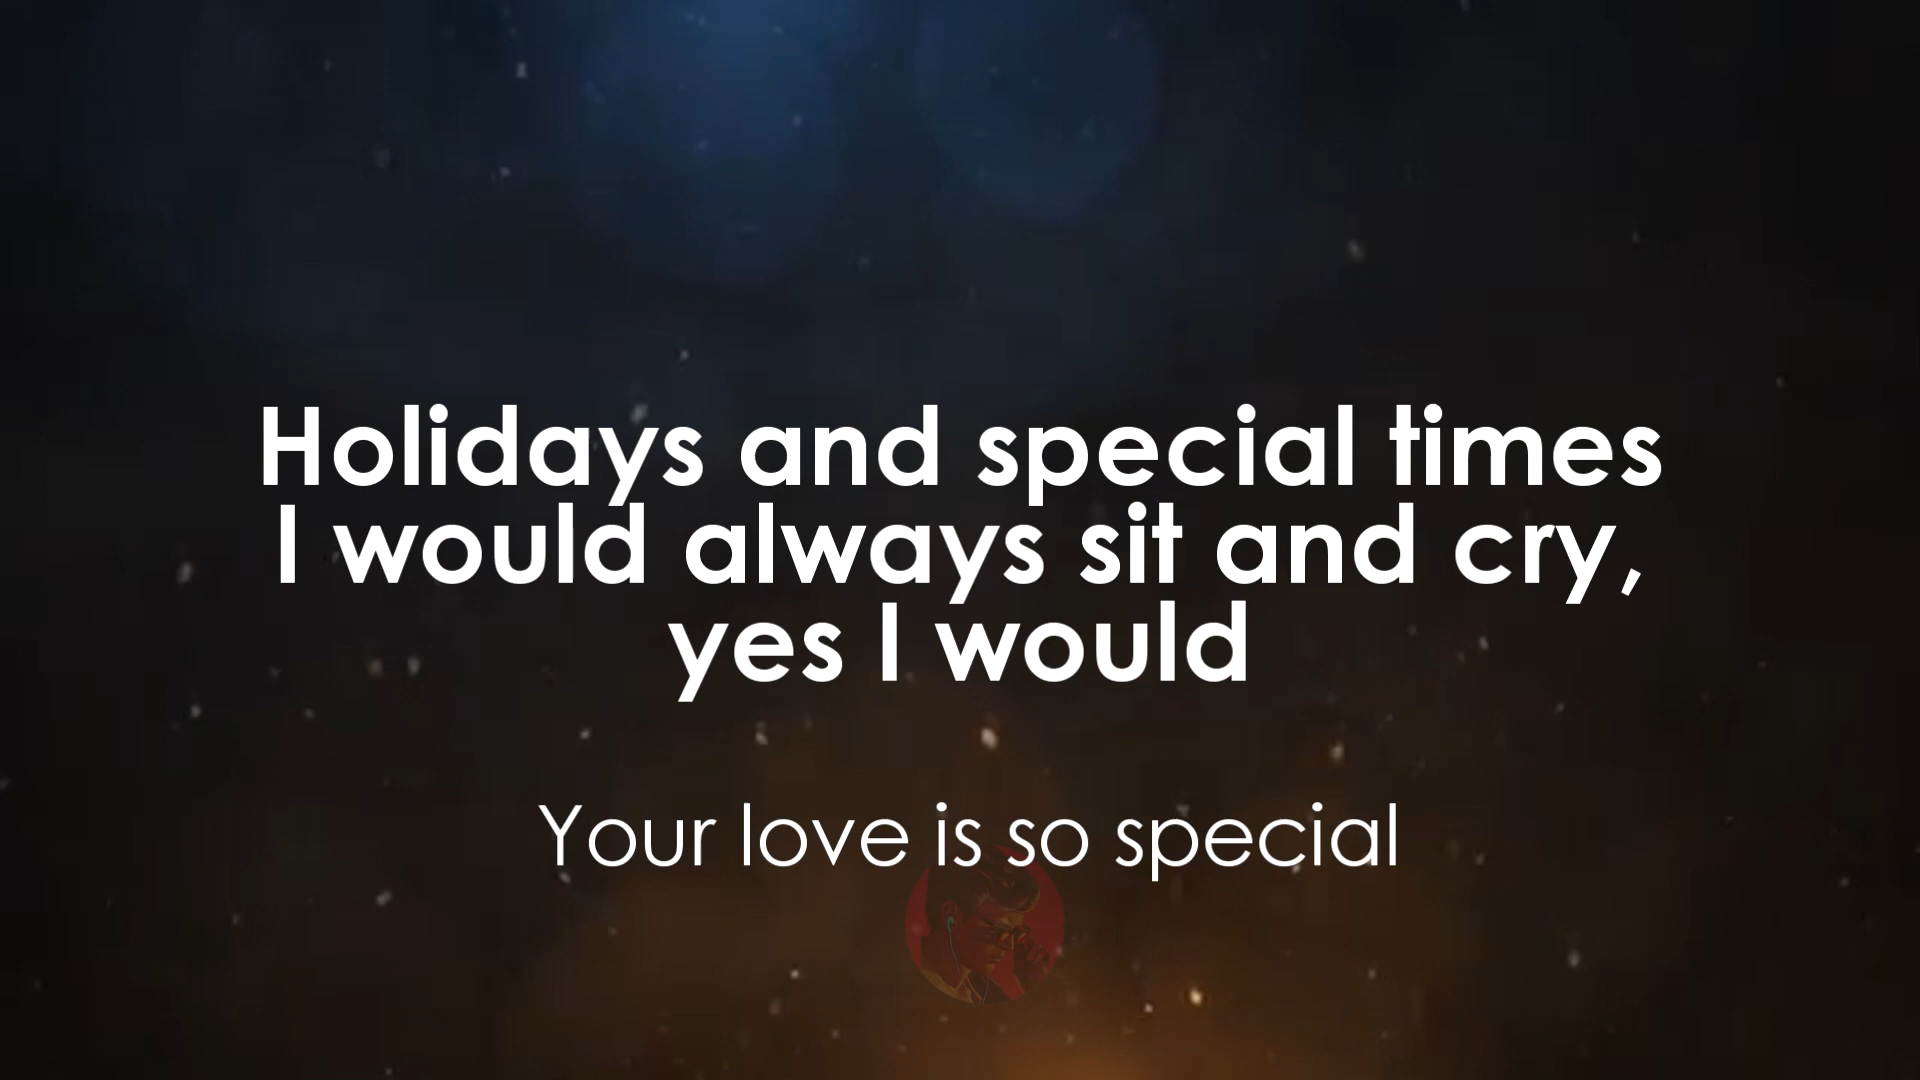 Holidays and special times
I would always sit and cry,
yes I would
Your love is so special